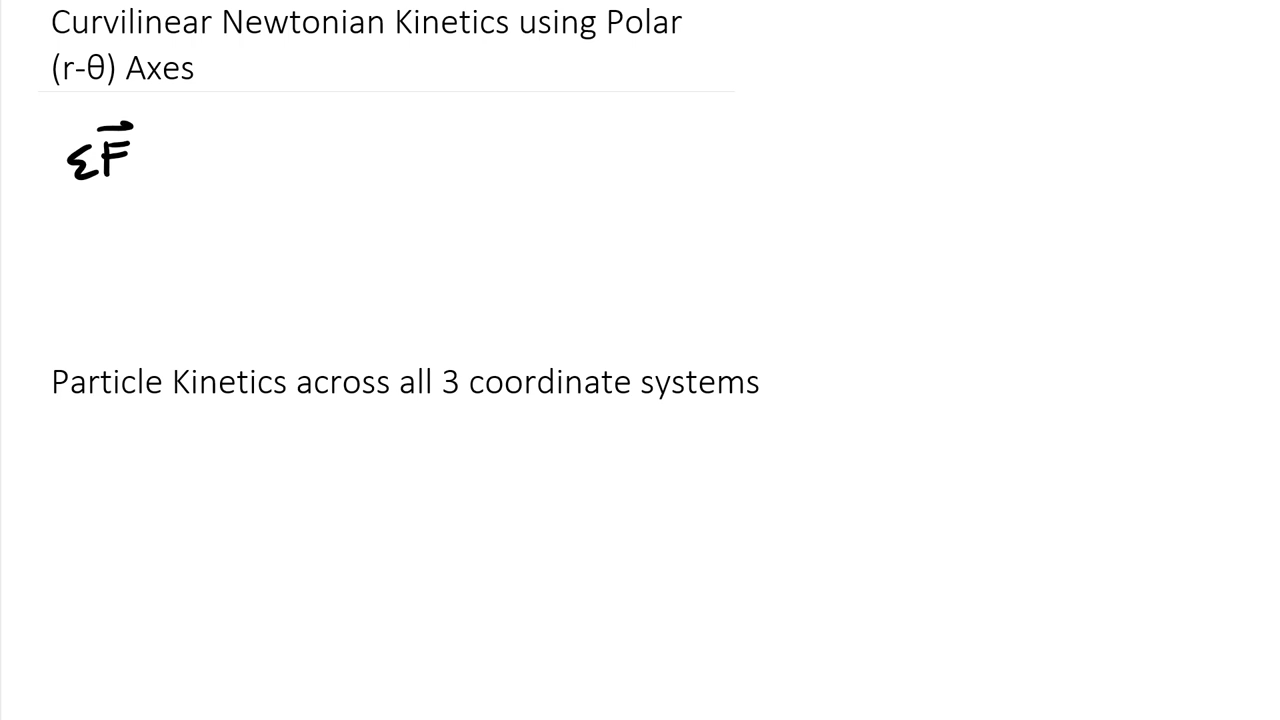 Curvilinear Newtonian Kinetics using Polar
(r-θ) Axes
ΣF⃗
Particle Kinetics across all 3 coordinate systems